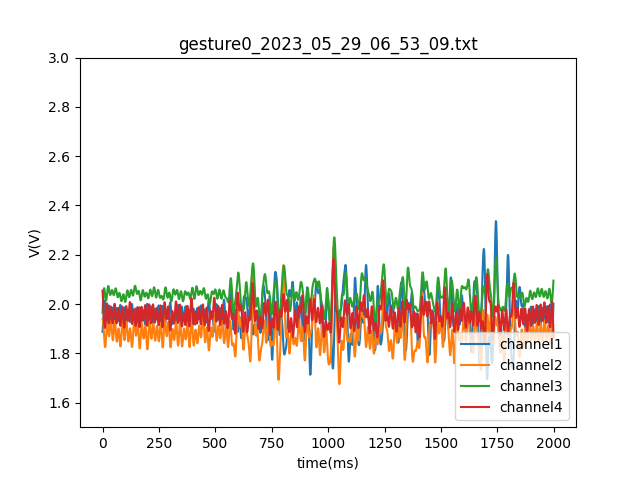 gesture0_2023_05_29_06_53_09.txt
3.0
2.8
2.6
2.4
2.2
2.0
1.8
1.6
V(V)
channel1
channel2
channel3
channel4
0 250 500 750 1000 1250 1500 1750 2000
time(ms)